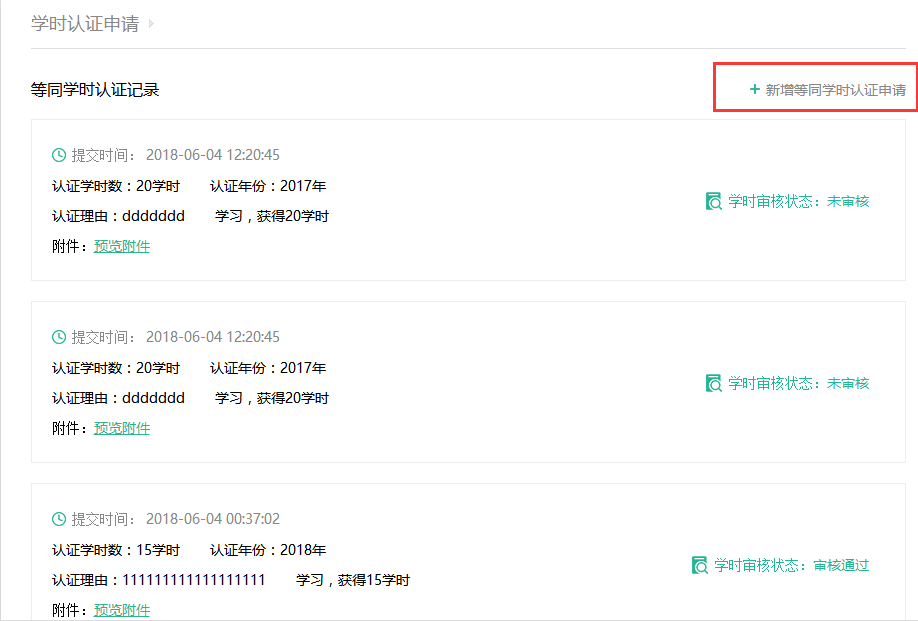 学时认证申请
等同学时认证记录
+ 新增等同学时认证申请
提交时间： 2018-06-04 12:20:45
认证学时数：20学时 认证年份：2017年
学时审核状态：未审核
认证理由：ddddddd 学习，获得20学时
附件：预览附件
提交时间： 2018-06-04 12:20:45
认证学时数：20学时 认证年份：2017年
学时审核状态：未审核
认证理由：ddddddd 学习，获得20学时
附件：预览附件
提交时间： 2018-06-04 00:37:02
认证学时数：15学时 认证年份：2018年
学时审核状态：审核通过
认证理由：111111111111111111 学习，获得15学时
附件：预览附件